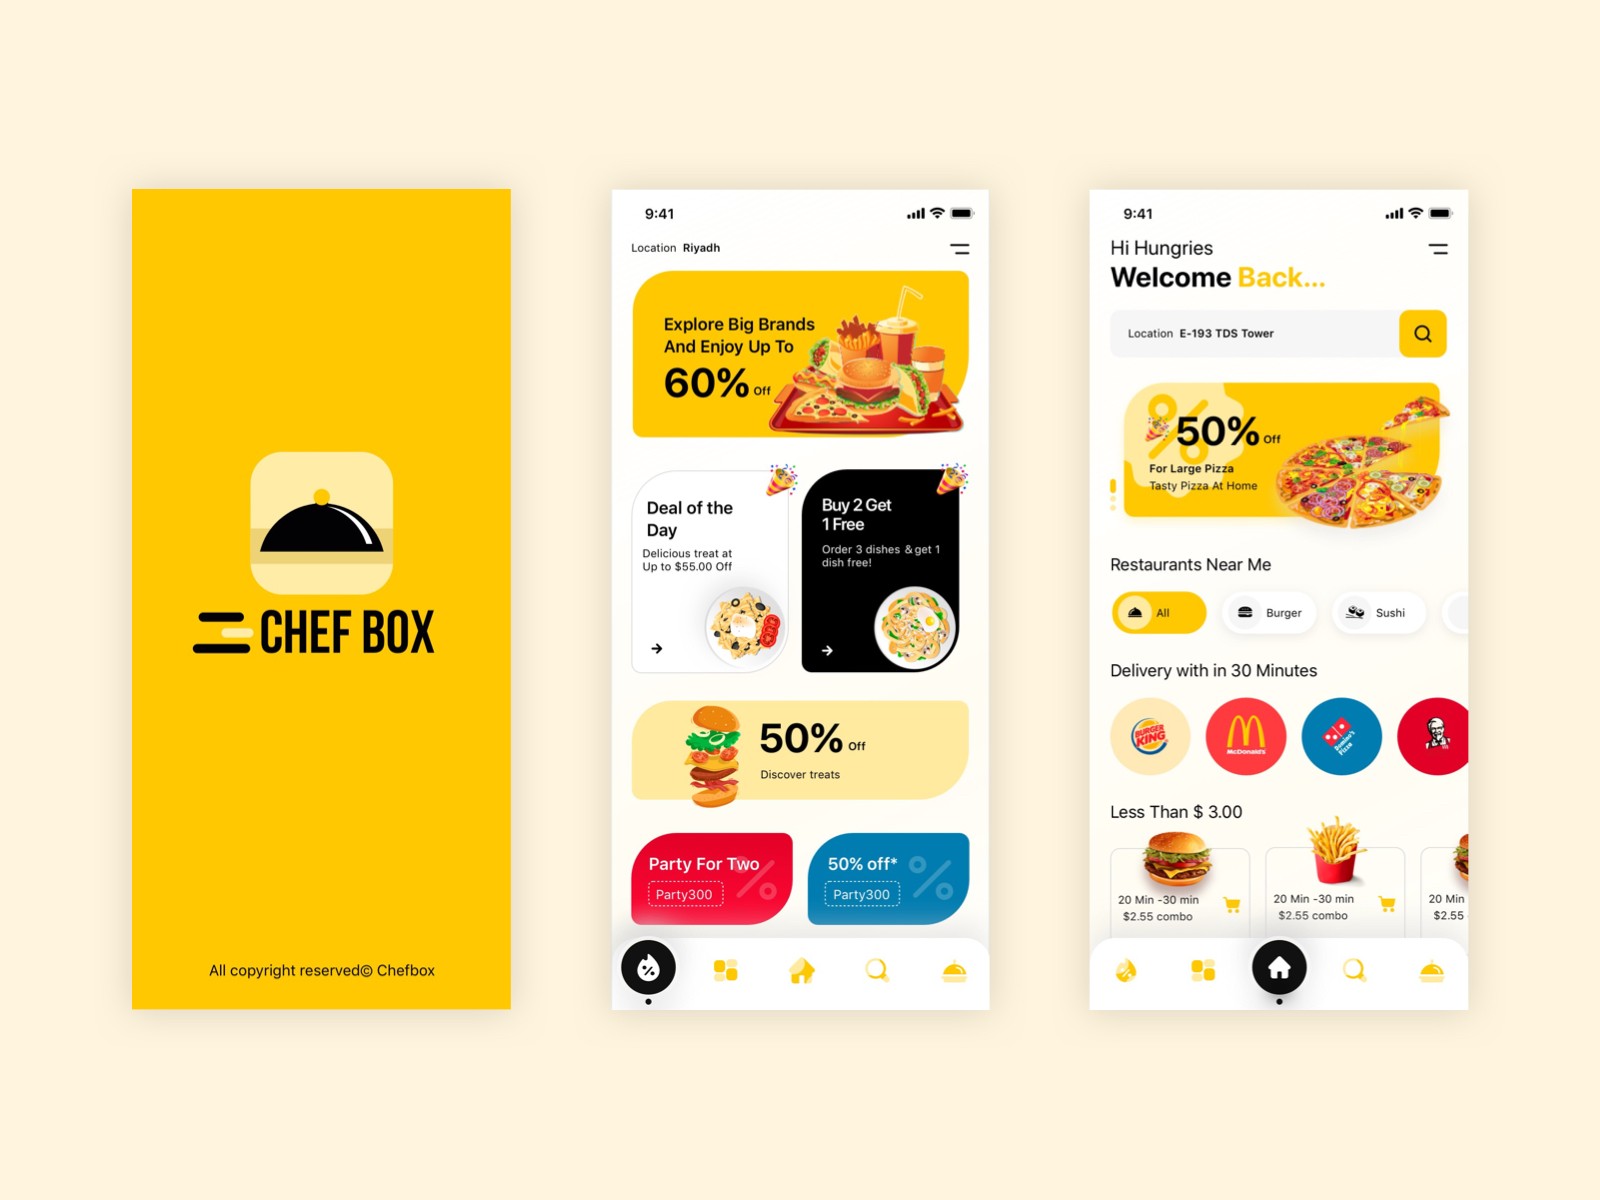 CHEF BOX
All copyright reserved© Chefbox
9:41
Location Riyadh
Explore Big Brands
And Enjoy Up To
60% Off
Deal of the
Day
Delicious treat at
Up to $55.00 Off
Buy 2 Get
1 Free
Order 3 dishes & get 1
dish free!
50% Off
Discover treats
Party For Two
Party300
50% off*
Party300
9:41
Hi Hungries
Welcome Back...
Location E-193 TDS Tower
50% Off
For Large Pizza
Tasty Pizza At Home
Restaurants Near Me
All
Burger
Sushi
Delivery with in 30 Minutes
BURGER
KING
McDonald's
Domino's
Pizza
KFC
Less Than $ 3.00
20 Min -30 min
$2.55 combo
20 Min -30 min
$2.55 combo
20 Min
$2.55